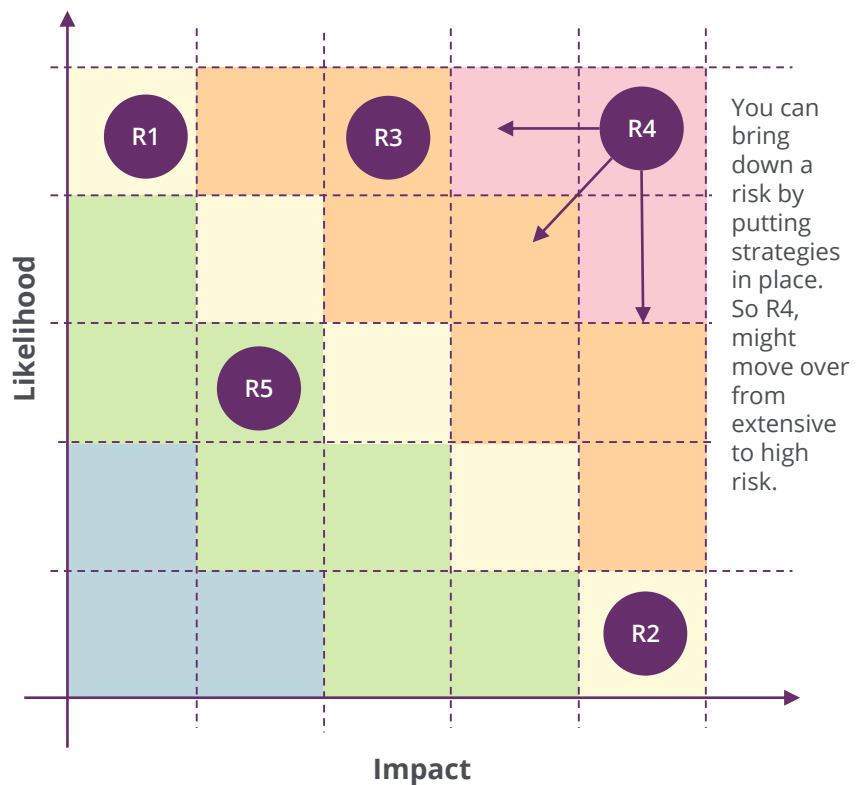 R1
R3
R4
You can
bring
down a
risk by
putting
strategies
in place.
So R4,
might
move over
from
extensive
to high
risk.
Likelihood
R5
R2
Impact